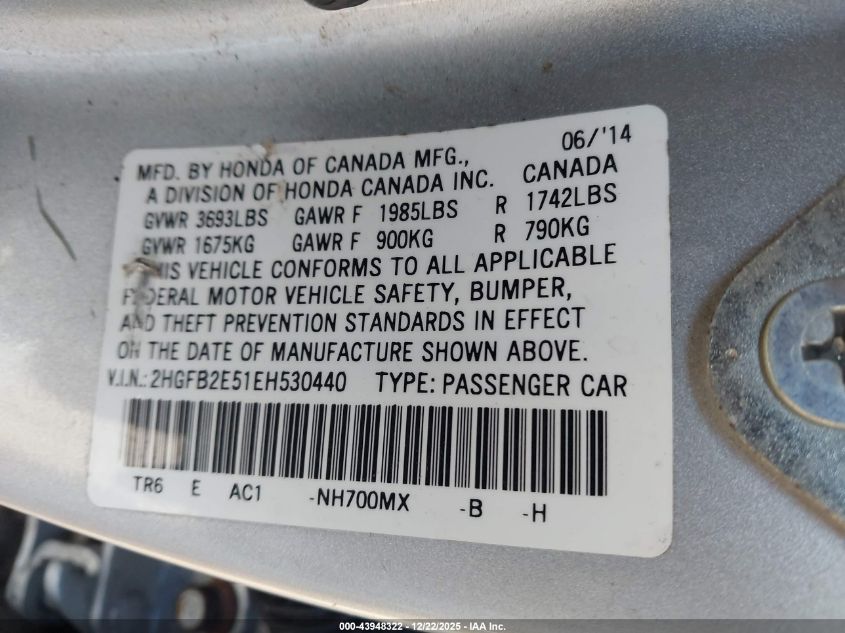 06/'14
MFD. BY HONDA OF CANADA MFG.,
A DIVISION OF HONDA CANADA INC. CANADA
GVWR 3693LBS GAWR F 1985LBS R 1742LBS
GVWR 1675KG GAWR F 900KG R 790KG
THIS VEHICLE CONFORMS TO ALL APPLICABLE
FEDERAL MOTOR VEHICLE SAFETY, BUMPER,
AND THEFT PREVENTION STANDARDS IN EFFECT
ON THE DATE OF MANUFACTURE SHOWN ABOVE.
V.I.N.: 2HGFB2E51EH530440 TYPE: PASSENGER CAR
TR6 E AC1 -NH700MX -B -H
000-43948322 - 12/22/2025 - IAA Inc.